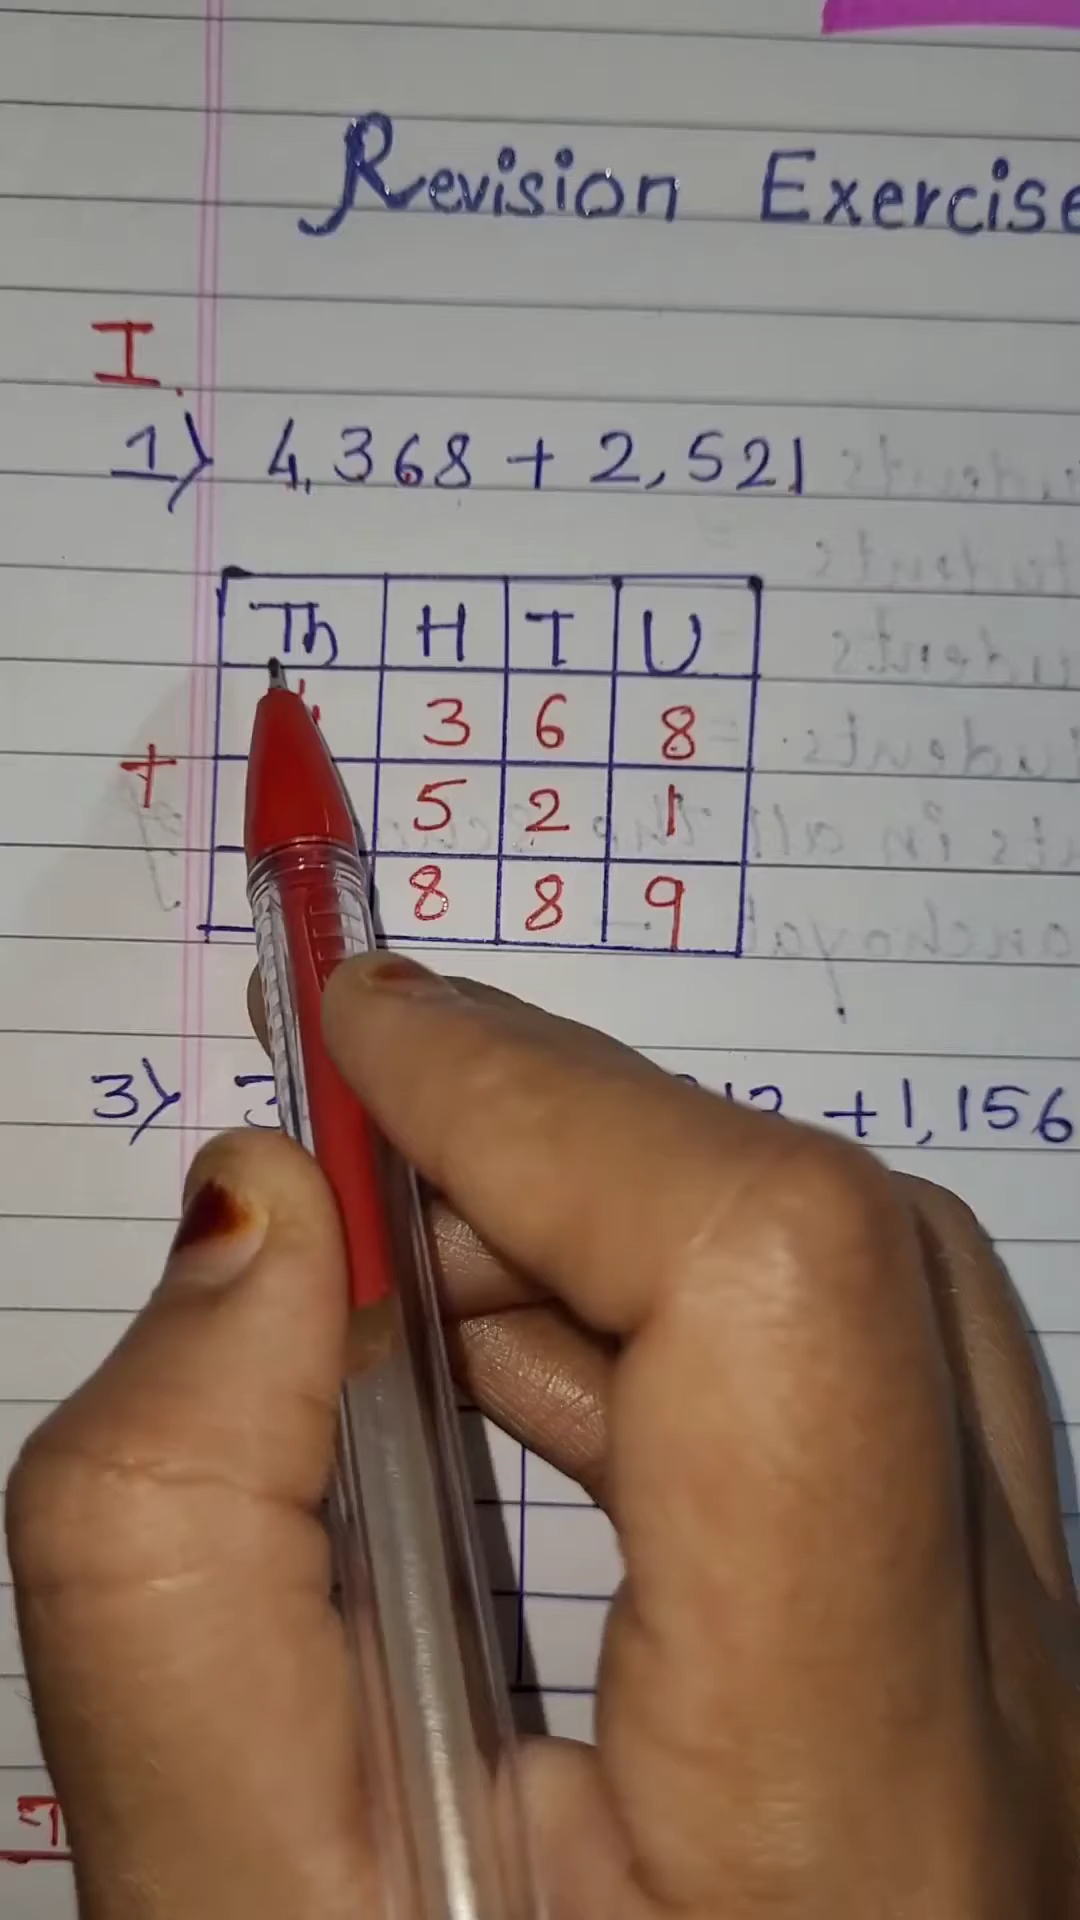 Revision Exercise
I.
1) 4,368 + 2,521
Th H T U
3 6 8
+ 5 2 1
8 8 9
3) + 1,156